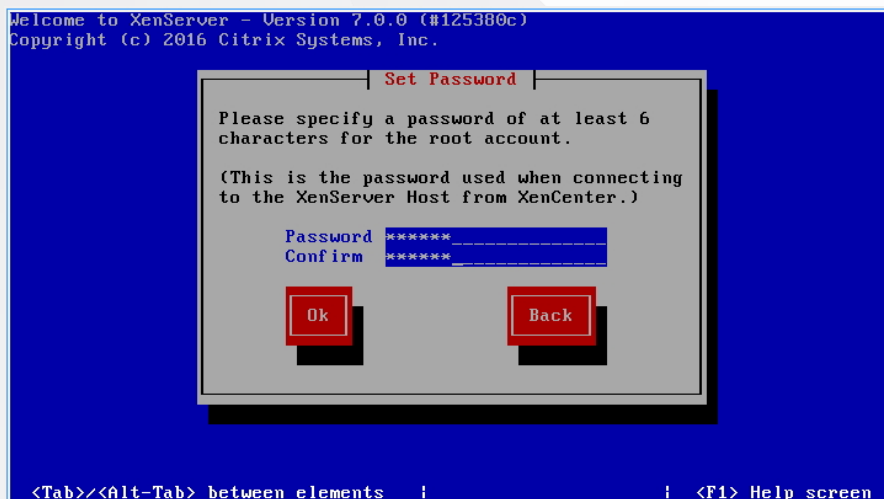 Welcome to XenServer - Version 7.0.0 (#125380c)
Copyright (c) 2016 Citrix Systems, Inc.
Set Password
Please specify a password of at least 6
characters for the root account.
(This is the password used when connecting
to the XenServer Host from XenCenter.)
Password ******______________
Confirm ******______________
Ok Back
<Tab>/<Alt-Tab> between elements | | <F1> Help screen